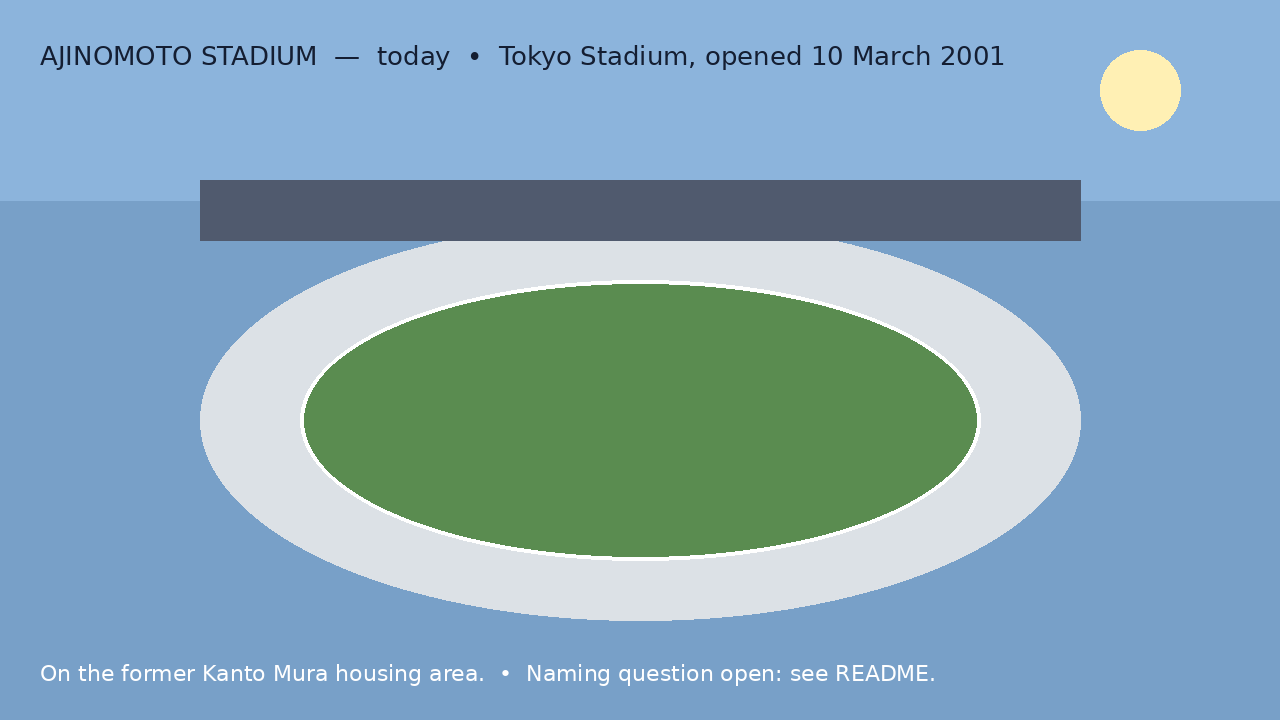 AJINOMOTO STADIUM — today • Tokyo Stadium, opened 10 March 2001
On the former Kanto Mura housing area. • Naming question open: see README.